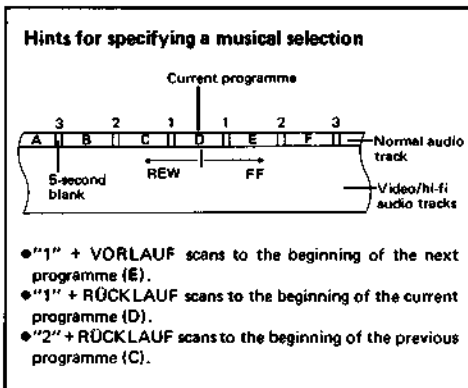 Hints for specifying a musical selection
Current programme
3 2 1 1 2 3
A B C D E F
Normal audio
track
5-second
blank
REW FF
Video/hi-fi
audio tracks
●"1" + VORLAUF scans to the beginning of the next
programme (E).
●"1" + RÜCKLAUF scans to the beginning of the current
programme (D).
●"2" + RÜCKLAUF scans to the beginning of the previous
programme (C).